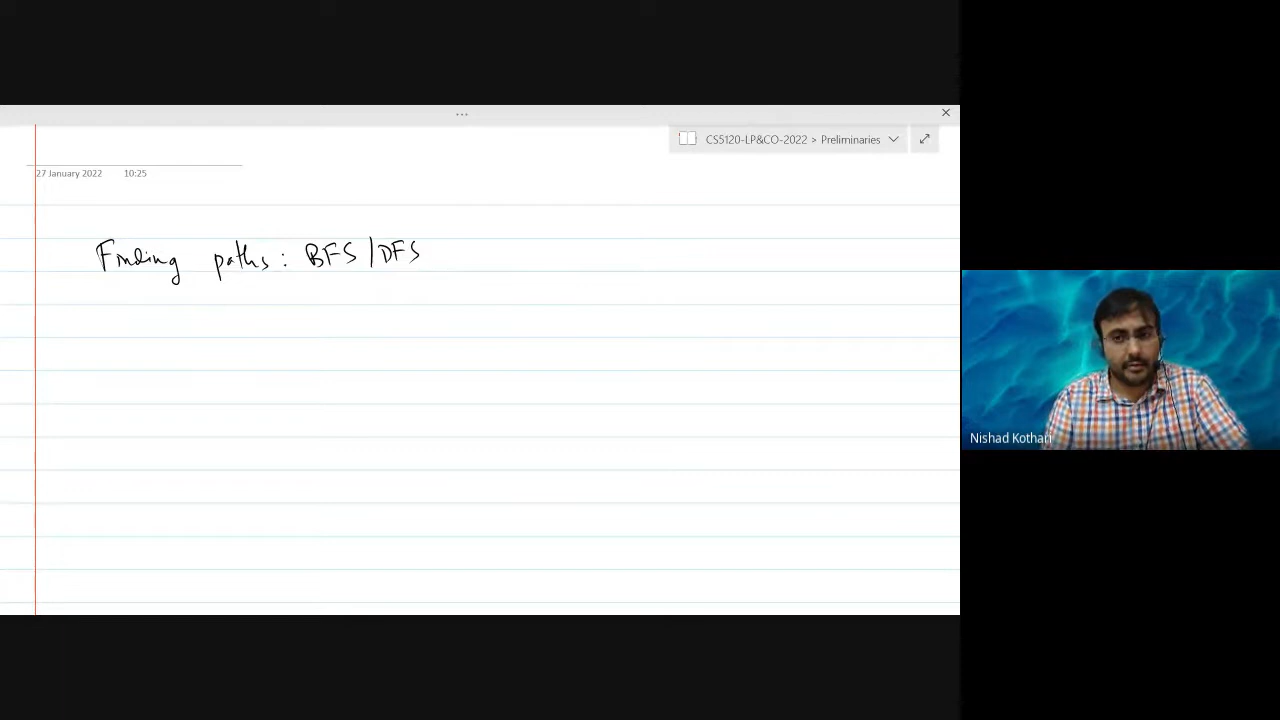 CS5120-LP&CO-2022 > Preliminaries
27 January 2022 10:25
Finding paths: BFS/DFS
Nishad Kothari